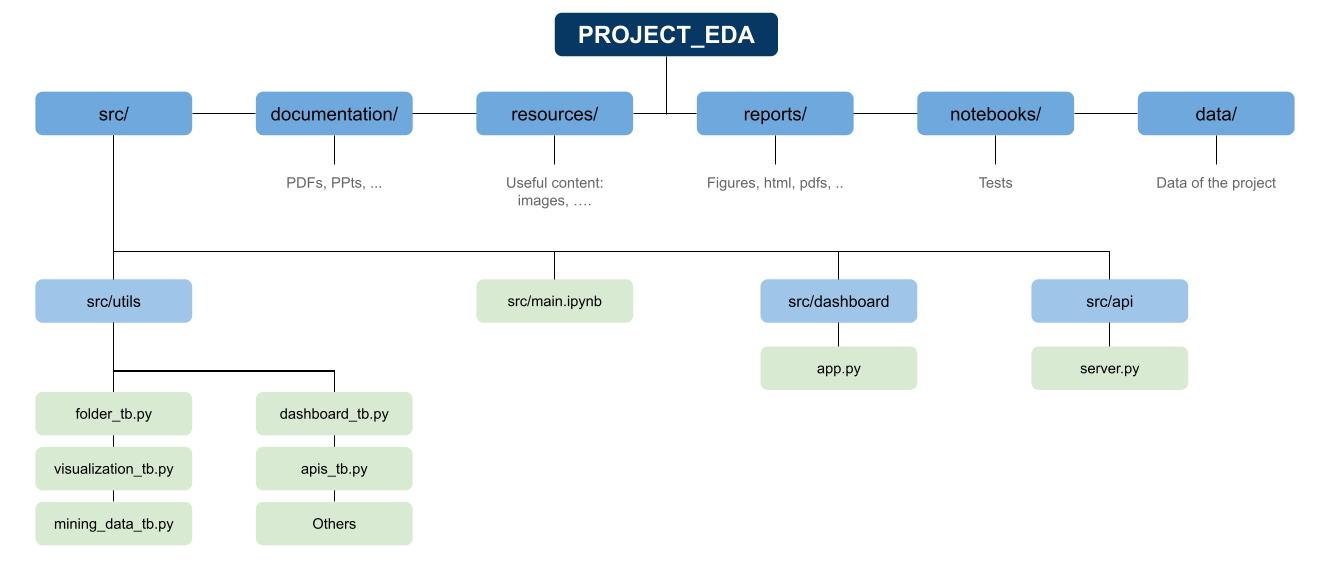 PROJECT_EDA
src/
documentation/
resources/
reports/
notebooks/
data/
PDFs, PPts, ...
Useful content:
images, ....
Figures, html, pdfs, ..
Tests
Data of the project
src/utils
src/main.ipynb
src/dashboard
src/api
app.py
server.py
folder_tb.py
dashboard_tb.py
visualization_tb.py
apis_tb.py
mining_data_tb.py
Others